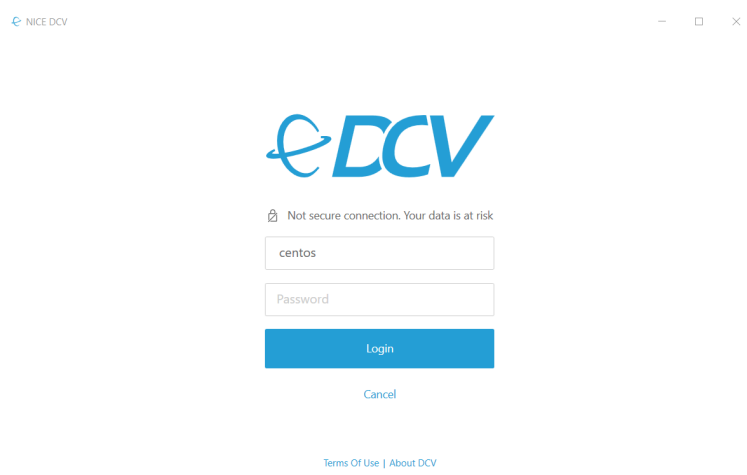 NICE DCV
DCV
Not secure connection. Your data is at risk
centos
Password
Login
Cancel
Terms Of Use | About DCV